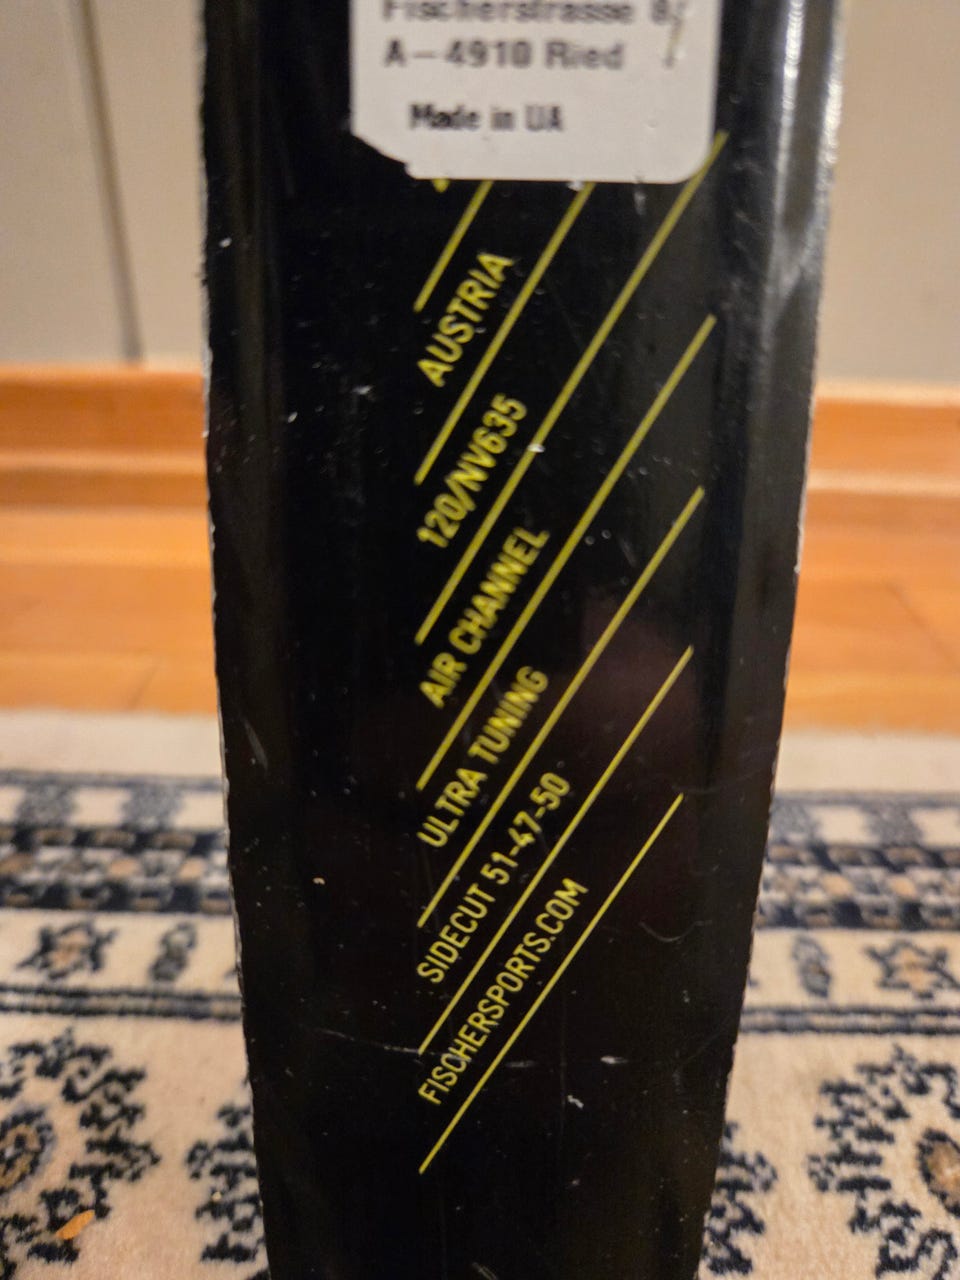 Fischerstrasse 8
A-4910 Ried
Made in UA
AUSTRIA
120/NV635
AIR CHANNEL
ULTRA TUNING
SIDECUT 51-47-50
FISCHERSPORTS.COM